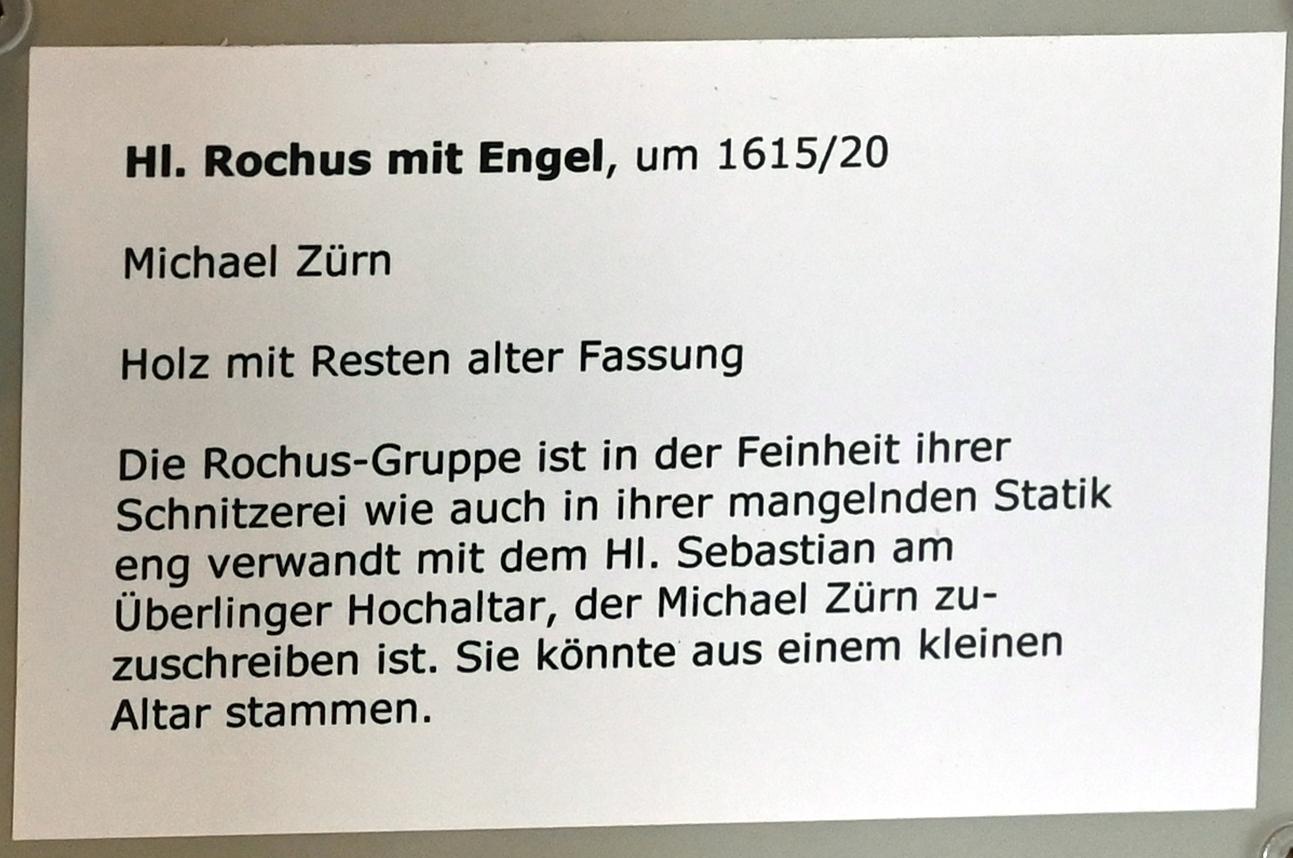 Hl. Rochus mit Engel, um 1615/20
Michael Zürn
Holz mit Resten alter Fassung
Die Rochus-Gruppe ist in der Feinheit ihrer
Schnitzerei wie auch in ihrer mangelnden Statik
eng verwandt mit dem Hl. Sebastian am
Überlinger Hochaltar, der Michael Zürn zu-
zuschreiben ist. Sie könnte aus einem kleinen
Altar stammen.